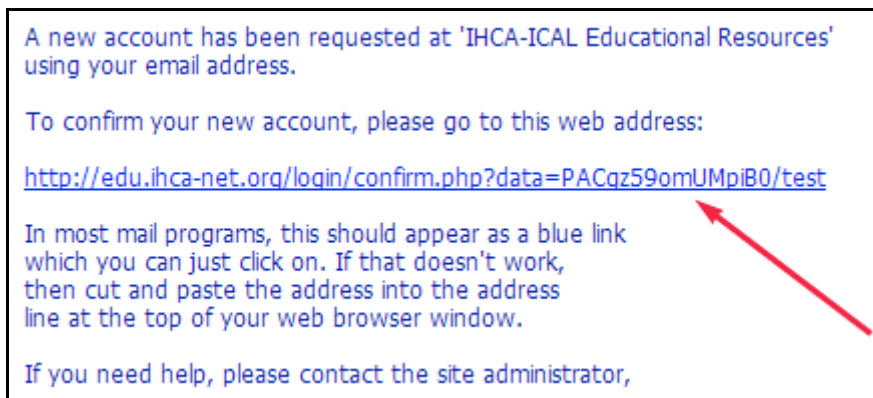 A new account has been requested at 'IHCA-ICAL Educational Resources'
using your email address.
To confirm your new account, please go to this web address:
http://edu.ihca-net.org/login/confirm.php?data=PACqz59omUMpiB0/test
In most mail programs, this should appear as a blue link
which you can just click on. If that doesn't work,
then cut and paste the address into the address
line at the top of your web browser window.
If you need help, please contact the site administrator,